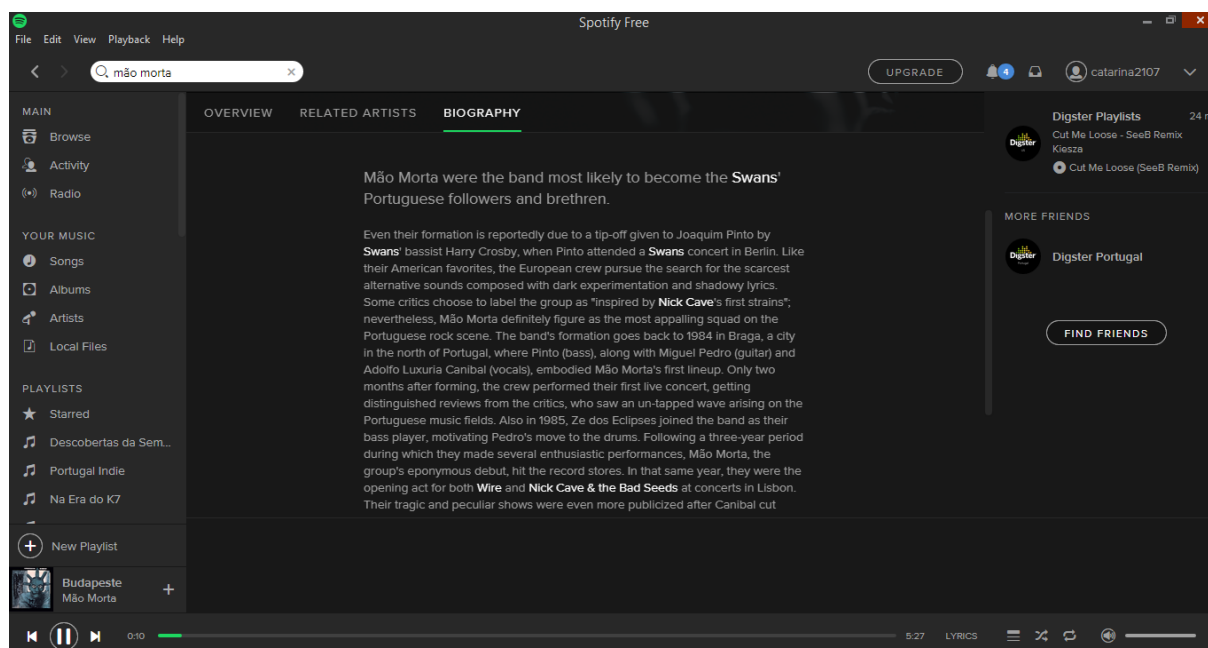 Spotify Free
File Edit View Playback Help
mão morta
UPGRADE
4
catarina2107
MAIN
Browse
Activity
Radio
YOUR MUSIC
Songs
Albums
Artists
Local Files
PLAYLISTS
Starred
Descobertas da Sem...
Portugal Indie
Na Era do K7
New Playlist
Budapeste
Mão Morta
OVERVIEW RELATED ARTISTS BIOGRAPHY
Mão Morta were the band most likely to become the Swans'
Portuguese followers and brethren.
Even their formation is reportedly due to a tip-off given to Joaquim Pinto by
Swans' bassist Harry Crosby, when Pinto attended a Swans concert in Berlin. Like
their American favorites, the European crew pursue the search for the scarcest
alternative sounds composed with dark experimentation and shadowy lyrics.
Some critics choose to label the group as "inspired by Nick Cave's first strains";
nevertheless, Mão Morta definitely figure as the most appalling squad on the
Portuguese rock scene. The band's formation goes back to 1984 in Braga, a city
in the north of Portugal, where Pinto (bass), along with Miguel Pedro (guitar) and
Adolfo Luxuria Canibal (vocals), embodied Mão Morta's first lineup. Only two
months after forming, the crew performed their first live concert, getting
distinguished reviews from the critics, who saw an un-tapped wave arising on the
Portuguese music fields. Also in 1985, Ze dos Eclipses joined the band as their
bass player, motivating Pedro's move to the drums. Following a three-year period
during which they made several enthusiastic performances, Mão Morta, the
group's eponymous debut, hit the record stores. In that same year, they were the
opening act for both Wire and Nick Cave & the Bad Seeds at concerts in Lisbon.
Their tragic and peculiar shows were even more publicized after Canibal cut
Digster
Digster Playlists 24
Cut Me Loose - SeeB Remix
Kiesza
Cut Me Loose (SeeB Remix)
MORE FRIENDS
Digster
Digster Portugal
FIND FRIENDS
0:10
5:27 LYRICS